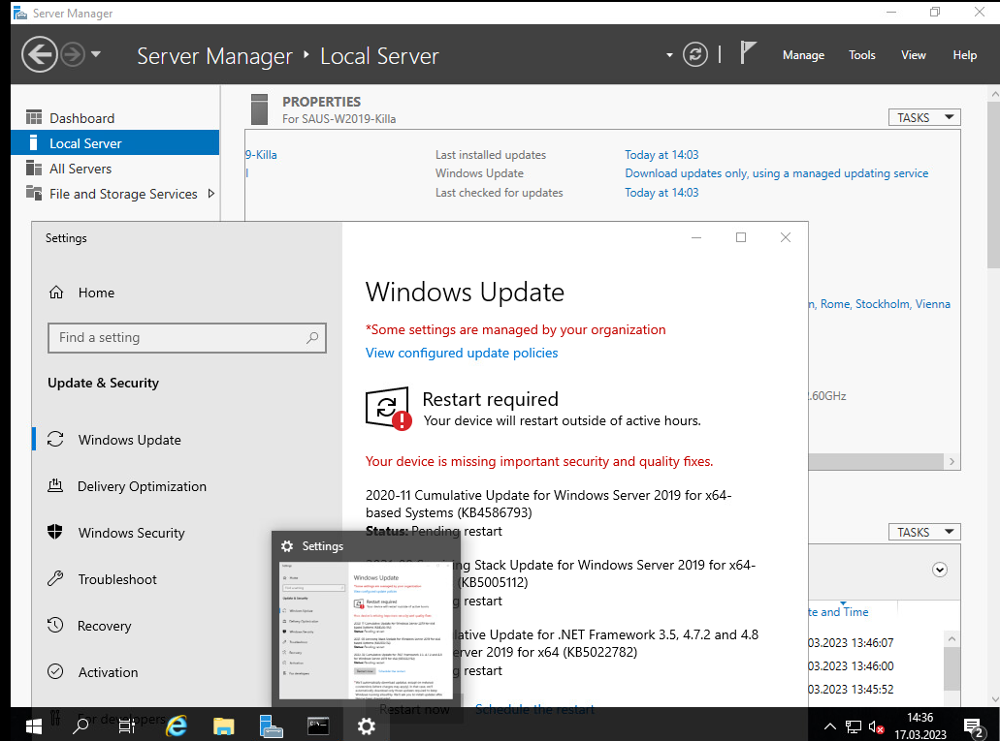 Server Manager
Server Manager ‣ Local Server
Manage Tools View Help
Dashboard
Local Server
All Servers
File and Storage Services
PROPERTIES
For SAUS-W2019-Killa
TASKS
9-Killa
Last installed updates Today at 14:03
Windows Update Download updates only, using a managed updating service
Last checked for updates Today at 14:03
n, Rome, Stockholm, Vienna
.60GHz
TASKS
te and Time
03.2023 13:46:07
03.2023 13:46:00
03.2023 13:45:52
Settings
Home
Find a setting
Update & Security
Windows Update
Delivery Optimization
Windows Security
Troubleshoot
Recovery
Activation
For developers
Windows Update
*Some settings are managed by your organization
View configured update policies
Restart required
Your device will restart outside of active hours.
Your device is missing important security and quality fixes.
2020-11 Cumulative Update for Windows Server 2019 for x64-
based Systems (KB4586793)
Status: Pending restart
Servicing Stack Update for Windows Server 2019 for x64-
(KB5005112)
g restart
lative Update for .NET Framework 3.5, 4.7.2 and 4.8
erver 2019 for x64 (KB5022782)
g restart
Restart now Schedule the restart
Settings
Windows Update
Restart required
14:36
17.03.2023
2